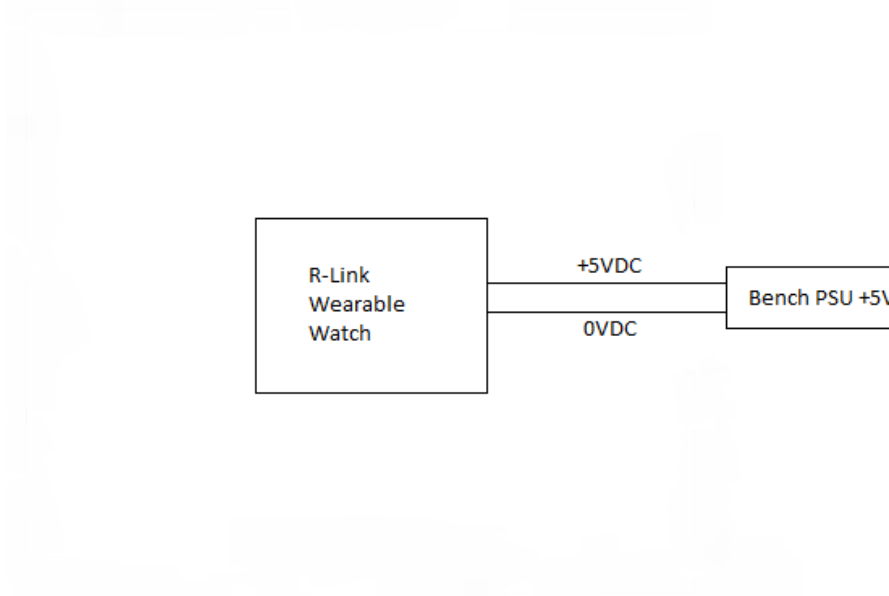 R-Link
Wearable
Watch
+5VDC
0VDC
Bench PSU +5V